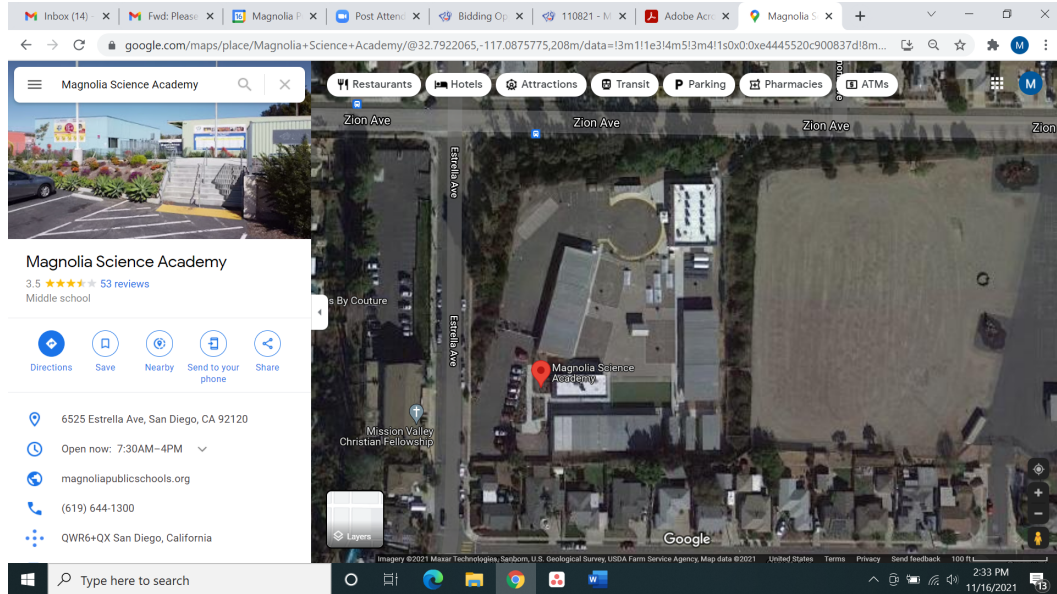 Inbox (14) -
Fwd: Please
16
Magnolia P
Post Attend
Bidding Op
110821 - M
Adobe Acro
Magnolia S
google.com/maps/place/Magnolia+Science+Academy/@32.7922065,-117.0875775,208m/data=!3m1!1e3!4m5!3m4!1s0x0:0xe4445520c900837d!8m...
M
Magnolia Science Academy
Restaurants
Hotels
Attractions
Transit
P Parking
Pharmacies
ATMs
M
Zion Ave
Zion Ave
Zion Ave
Zion
Estrella Ave
Magnolia Science Academy
3.5 53 reviews
Middle school
s By Couture
Estrella Ave
Directions
Save
Nearby
Send to your
phone
Share
Magnolia Science
Academy
6525 Estrella Ave, San Diego, CA 92120
Mission Valley
Christian Fellowship
Open now: 7:30AM–4PM
magnoliapublicschools.org
(619) 644-1300
QWR6+QX San Diego, California
Layers
Google
Imagery ©2021 Maxar Technologies, Sanborn, U.S. Geological Survey, USDA Farm Service Agency, Map data ©2021 United States Terms Privacy Send feedback 100 ft
Type here to search
2:33 PM
11/16/2021
13